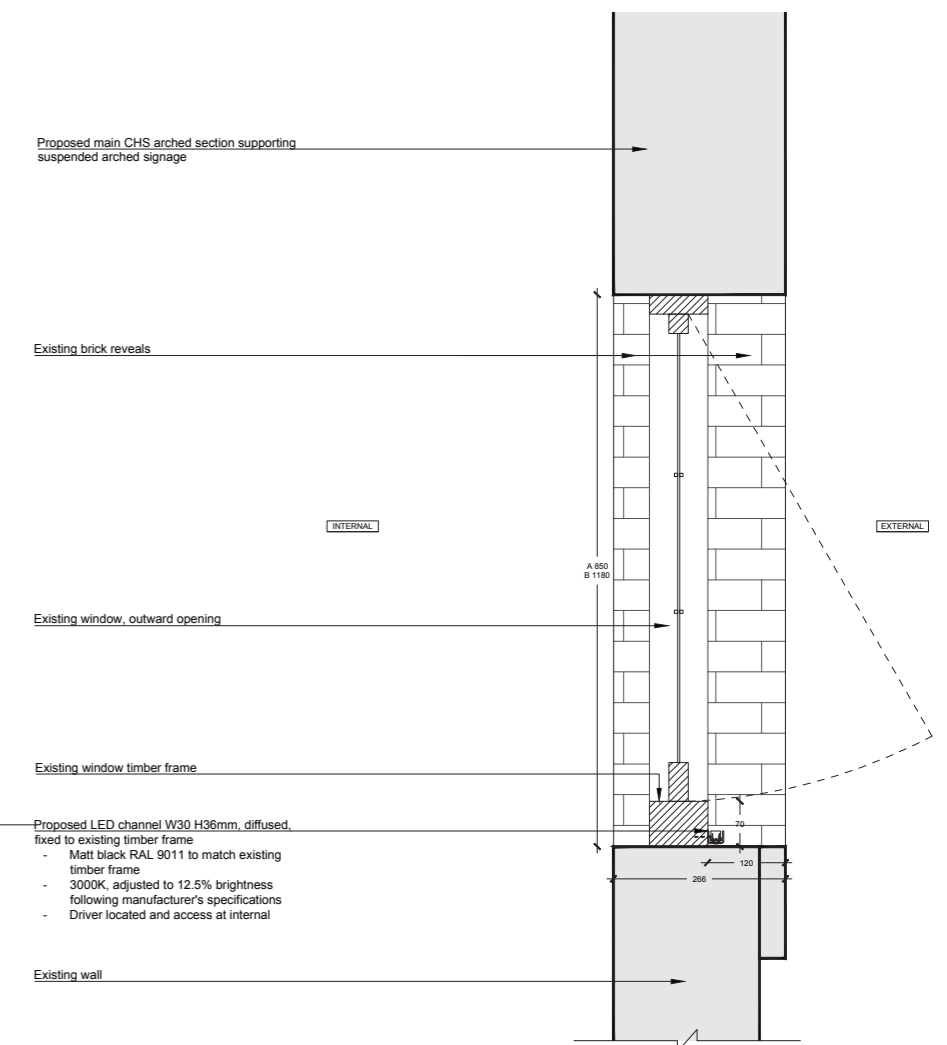 Proposed main CHS arched section supporting
suspended arched signage
Existing brick reveals
INTERNAL
EXTERNAL
A 850
B 1180
Existing window, outward opening
Existing window timber frame
Proposed LED channel W30 H36mm, diffused,
fixed to existing timber frame
- Matt black RAL 9011 to match existing
timber frame
- 3000K, adjusted to 12.5% brightness
following manufacturer's specifications
- Driver located and access at internal
70
120
266
Existing wall